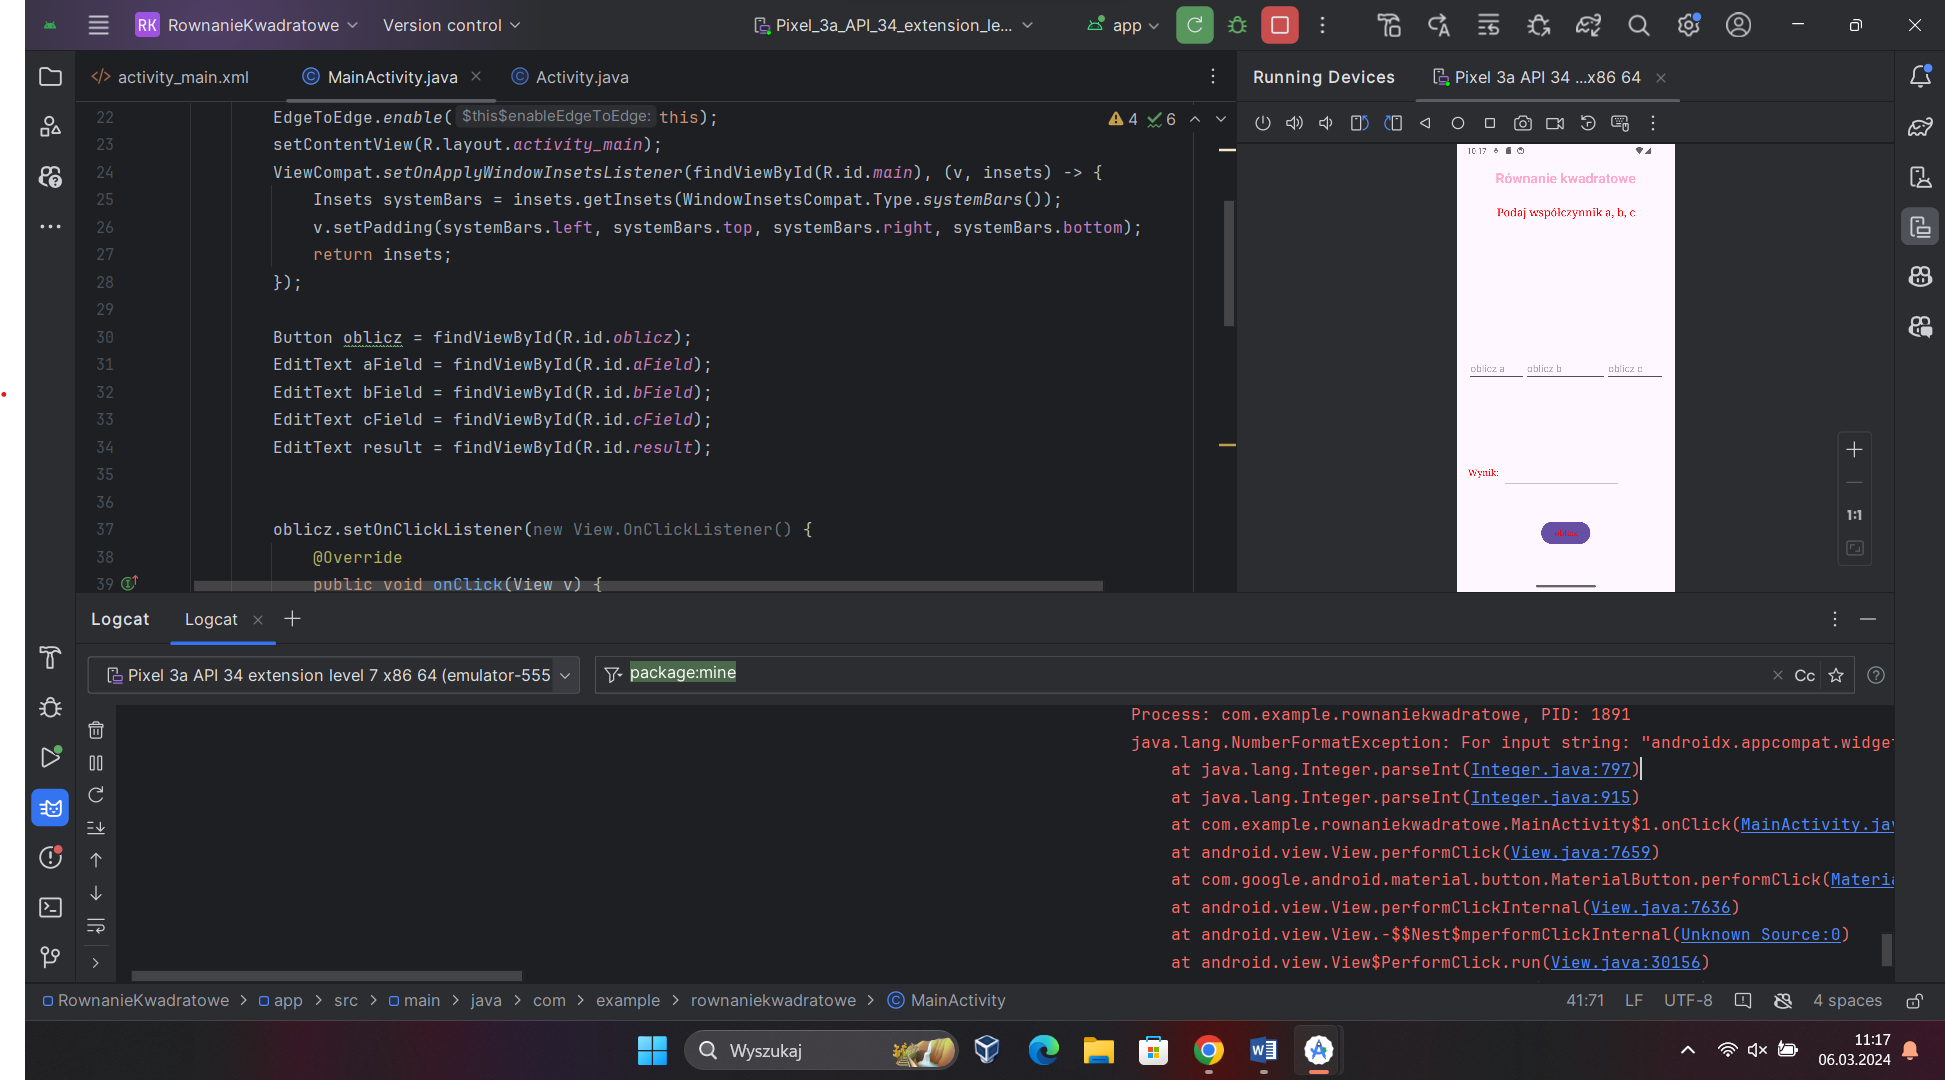 RK RownanieKwadratowe Version control Pixel_3a_API_34_extension_le... app
activity_main.xml MainActivity.java Activity.java
Running Devices Pixel 3a API 34 ...x86 64
22 EdgeToEdge.enable( $this$enableEdgeToEdge: this);
4 6
23 setContentView(R.layout.activity_main);
24 ViewCompat.setOnApplyWindowInsetsListener(findViewById(R.id.main), (v, insets) -> {
25 Insets systemBars = insets.getInsets(WindowInsetsCompat.Type.systemBars());
26 v.setPadding(systemBars.left, systemBars.top, systemBars.right, systemBars.bottom);
27 return insets;
28 });
29
30 Button oblicz = findViewById(R.id.oblicz);
31 EditText aField = findViewById(R.id.aField);
32 EditText bField = findViewById(R.id.bField);
33 EditText cField = findViewById(R.id.cField);
34 EditText result = findViewById(R.id.result);
35
36
37 oblicz.setOnClickListener(new View.OnClickListener() {
38 @Override
39 public void onClick(View v) {
10:17
Równanie kwadratowe
Podaj współczynnik a, b, c
oblicz a oblicz b oblicz c
Wynik:
1:1
Logcat Logcat
Pixel 3a API 34 extension level 7 x86 64 (emulator-555
package:mine
Cc
Process: com.example.rownaniekwadratowe, PID: 1891
java.lang.NumberFormatException: For input string: "androidx.appcompat.widge
at java.lang.Integer.parseInt(Integer.java:797)
at java.lang.Integer.parseInt(Integer.java:915)
at com.example.rownaniekwadratowe.MainActivity$1.onClick(MainActivity.jav
at android.view.View.performClick(View.java:7659)
at com.google.android.material.button.MaterialButton.performClick(Materia
at android.view.View.performClickInternal(View.java:7636)
at android.view.View.-$$Nest$mperformClickInternal(Unknown Source:0)
at android.view.View$PerformClick.run(View.java:30156)
RownanieKwadratowe > app > src > main > java > com > example > rownaniekwadratowe > MainActivity
41:71 LF UTF-8 4 spaces
Wyszukaj
11:17
06.03.2024